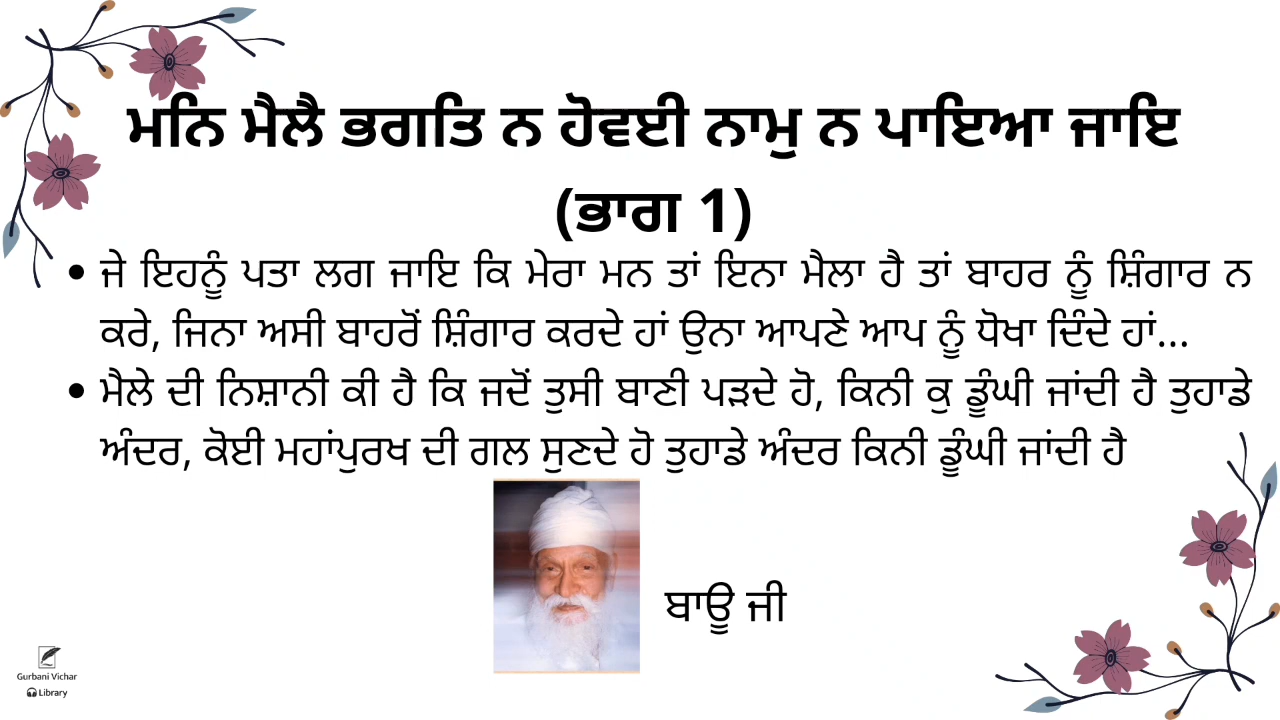 ਮਨਿ ਮੈਲੈ ਭਗਤਿ ਨ ਹੋਵਈ ਨਾਮੁ ਨ ਪਾਇਆ ਜਾਇ
(ਭਾਗ 1)
• ਜੇ ਇਹਨੂੰ ਪਤਾ ਲਗ ਜਾਇ ਕਿ ਮੇਰਾ ਮਨ ਤਾਂ ਇਨਾ ਮੈਲਾ ਹੈ ਤਾਂ ਬਾਹਰ ਨੂੰ ਸ਼ਿੰਗਾਰ ਨ
ਕਰੇ, ਜਿਨਾ ਅਸੀ ਬਾਹਰੋਂ ਸ਼ਿੰਗਾਰ ਕਰਦੇ ਹਾਂ ਉਨਾ ਆਪਣੇ ਆਪ ਨੂੰ ਧੋਖਾ ਦਿੰਦੇ ਹਾਂ...
• ਮੈਲੇ ਦੀ ਨਿਸ਼ਾਨੀ ਕੀ ਹੈ ਕਿ ਜਦੋਂ ਤੁਸੀ ਬਾਣੀ ਪੜਦੇ ਹੋ, ਕਿਨੀ ਕੁ ਡੂੰਘੀ ਜਾਂਦੀ ਹੈ ਤੁਹਾਡੇ
ਅੰਦਰ, ਕੋਈ ਮਹਾਂਪੁਰਖ ਦੀ ਗਲ ਸੁਣਦੇ ਹੋ ਤੁਹਾਡੇ ਅੰਦਰ ਕਿਨੀ ਡੂੰਘੀ ਜਾਂਦੀ ਹੈ
ਬਾਊ ਜੀ
Gurbani Vichar
Library